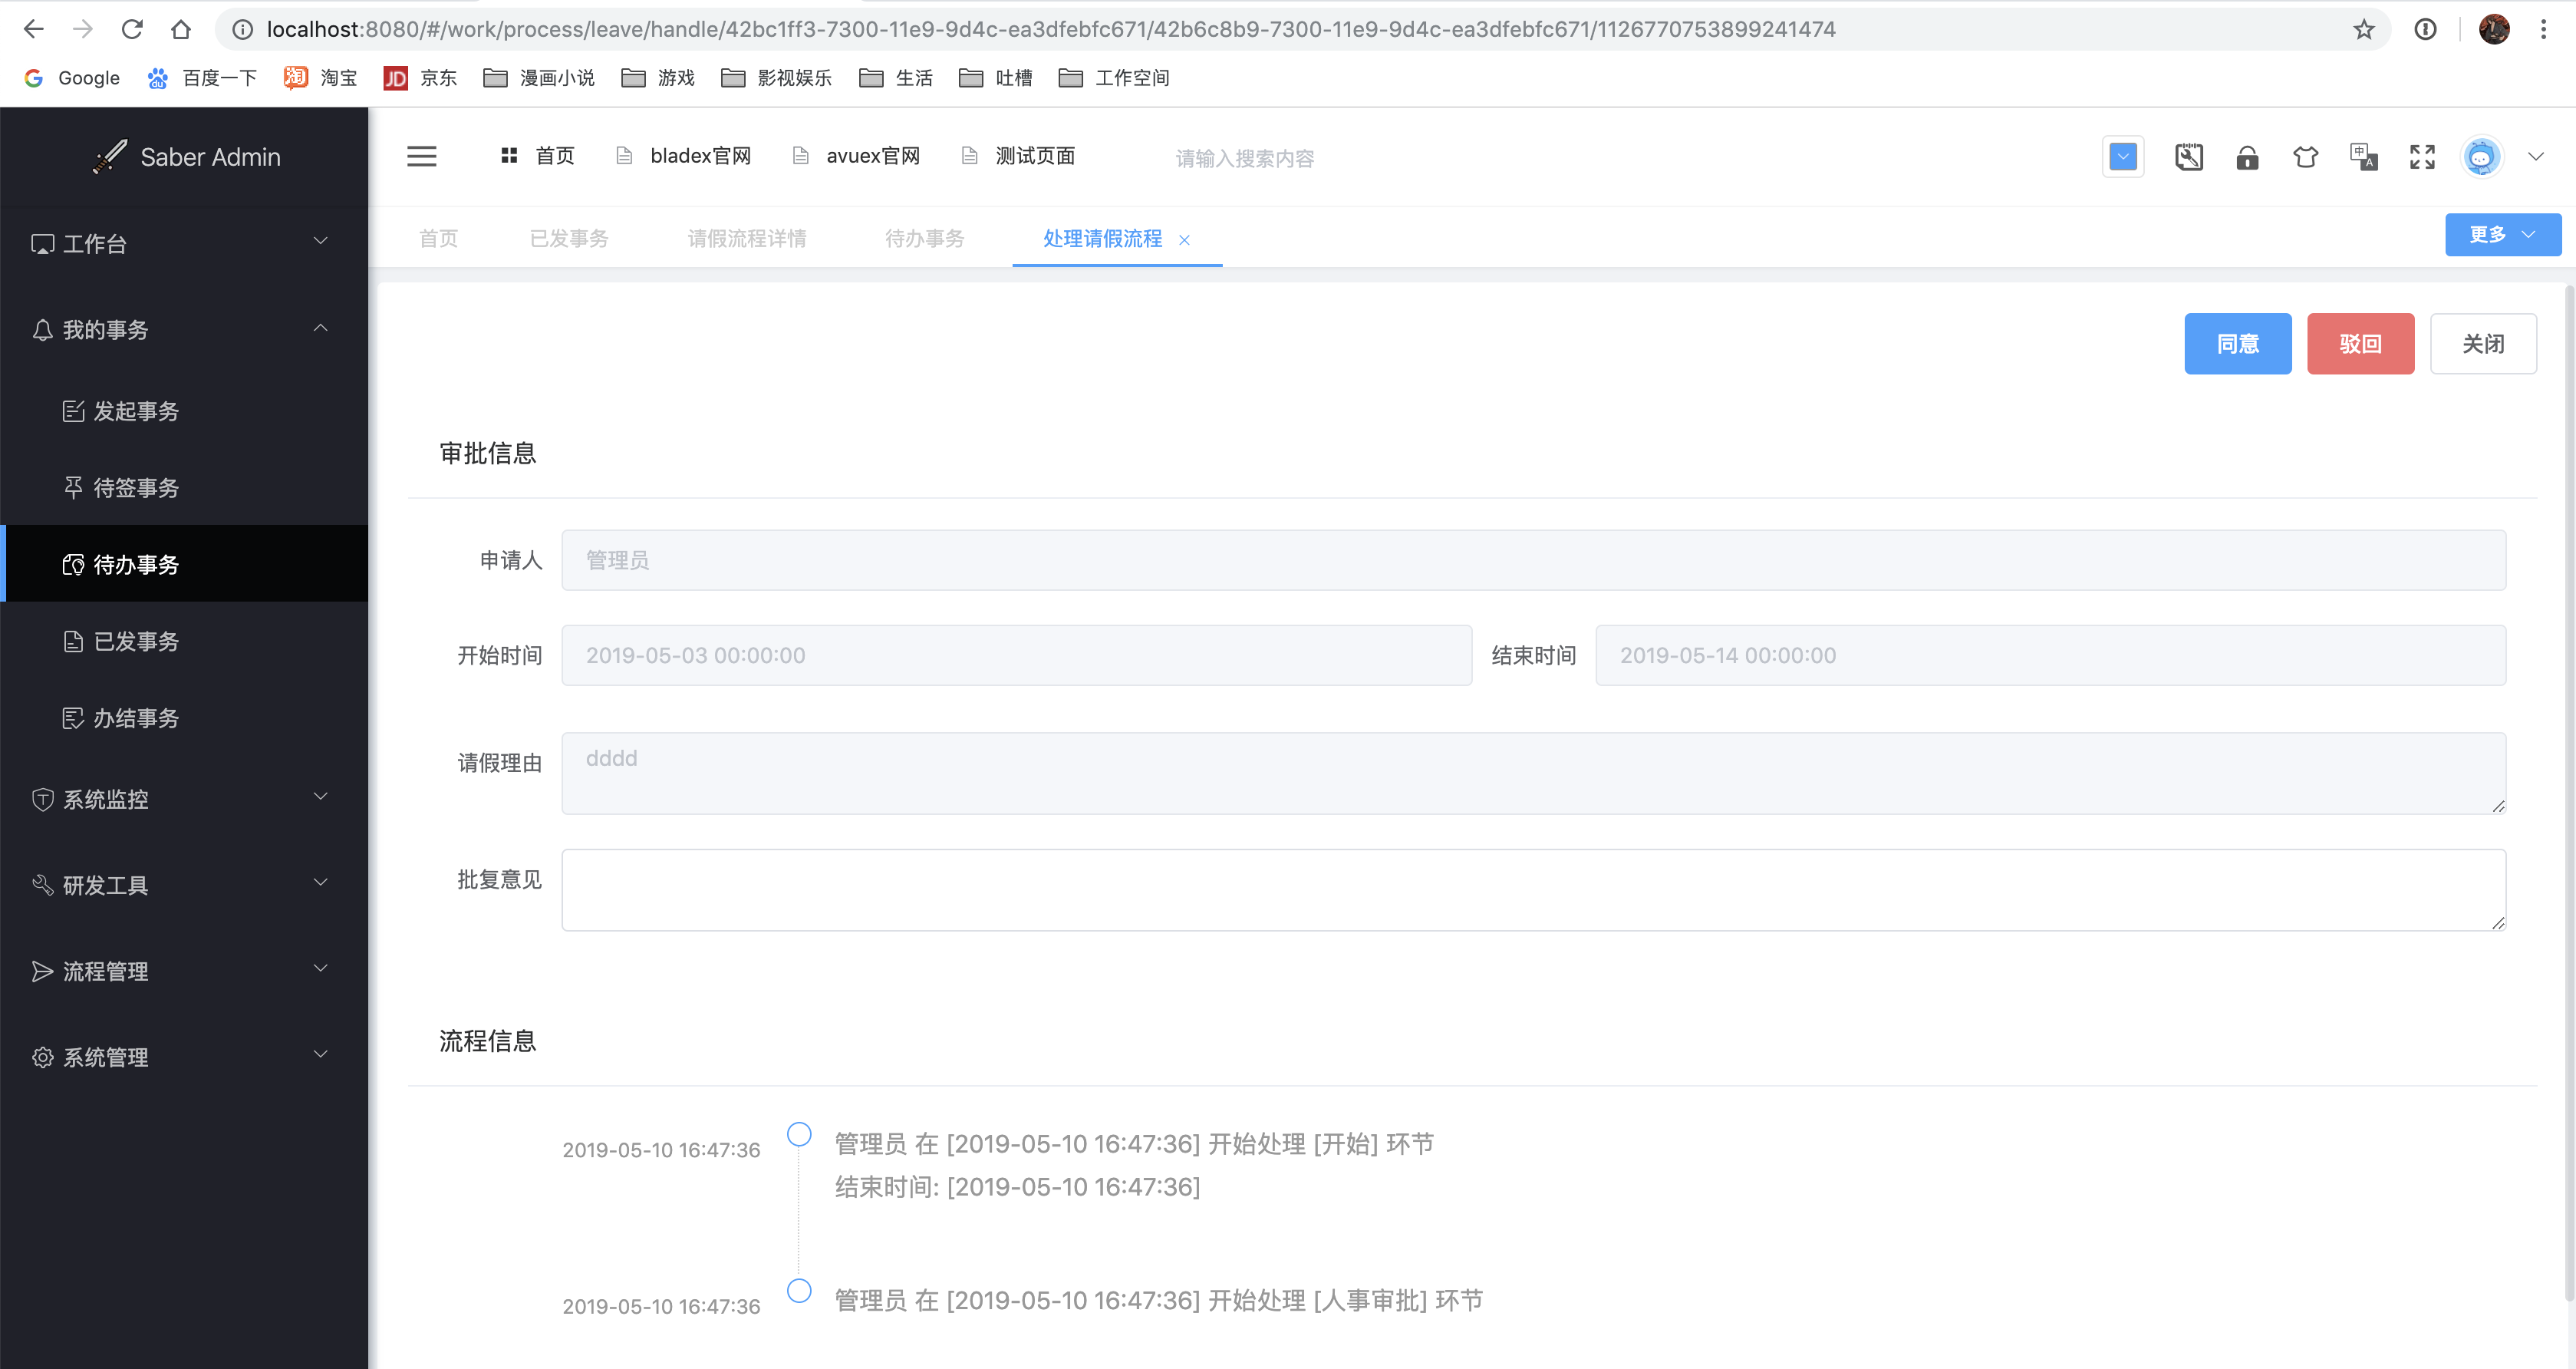 localhost:8080/#/work/process/leave/handle/42bc1ff3-7300-11e9-9d4c-ea3dfebfc671/42b6c8b9-7300-11e9-9d4c-ea3dfebfc671/1126770753899241474
Google 百度一下 淘宝 京东 漫画小说 游戏 影视娱乐 生活 吐槽 工作空间
Saber Admin
首页 bladex官网 avuex官网 测试页面 请输入搜索内容
首页 已发事务 请假流程详情 待办事务 处理请假流程 更多
工作台
我的事务
发起事务
待签事务
待办事务
已发事务
办结事务
系统监控
研发工具
流程管理
系统管理
同意 驳回 关闭
审批信息
申请人 管理员
开始时间 2019-05-03 00:00:00 结束时间 2019-05-14 00:00:00
请假理由 dddd
批复意见
流程信息
2019-05-10 16:47:36 管理员 在 [2019-05-10 16:47:36] 开始处理 [开始] 环节
结束时间: [2019-05-10 16:47:36]
2019-05-10 16:47:36 管理员 在 [2019-05-10 16:47:36] 开始处理 [人事审批] 环节